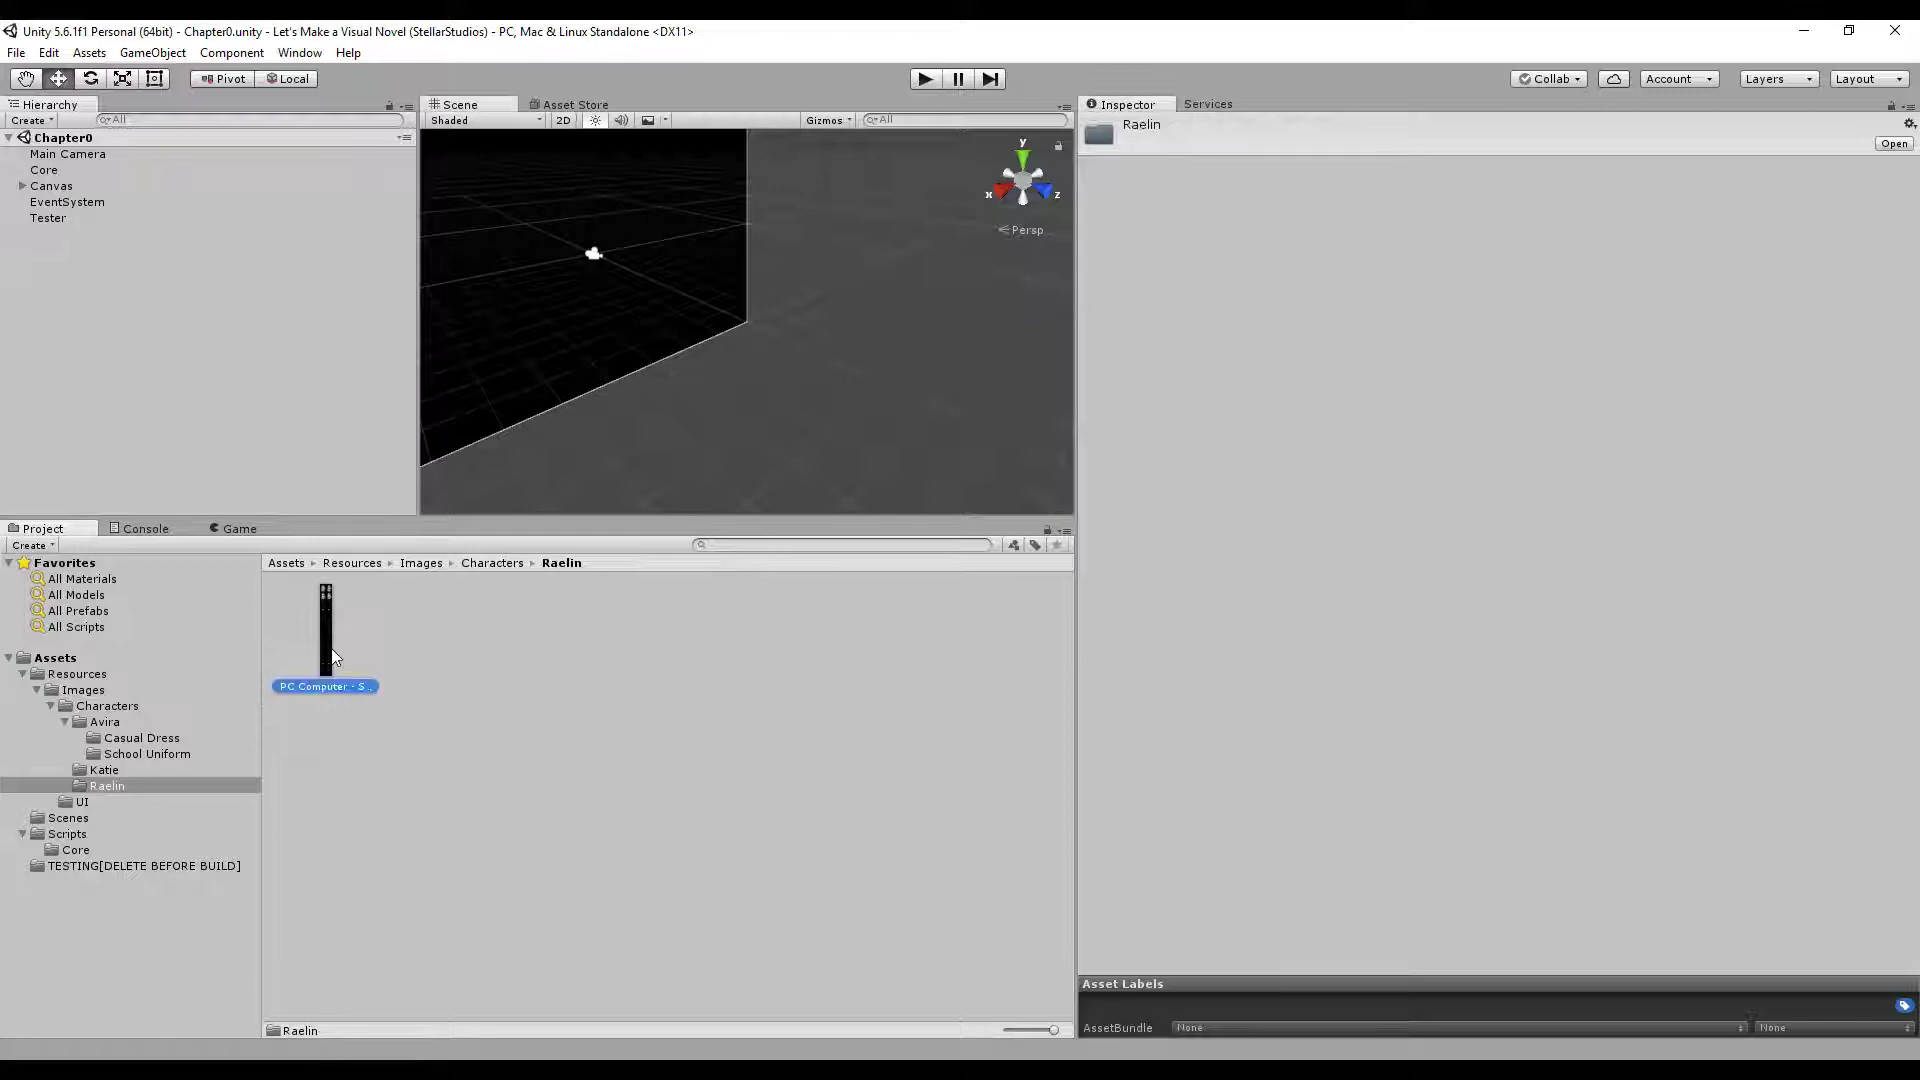 Unity 5.6.1f1 Personal (64bit) - Chapter0.unity - Let's Make a Visual Novel (StellarStudios) - PC, Mac & Linux Standalone <DX11>
File Edit Assets GameObject Component Window Help
Pivot Local Collab Account Layers Layout
Hierarchy
Create All
Chapter0
Main Camera
Core
Canvas
EventSystem
Tester
Scene Asset Store
Shaded 2D Gizmos All
y
x z
Persp
Inspector Services
Raelin
Open
Project Console Game
Create
Favorites
All Materials
All Models
All Prefabs
All Scripts
Assets
Resources
Images
Characters
Avira
Casual Dress
School Uniform
Katie
Raelin
UI
Scenes
Scripts
Core
TESTING[DELETE BEFORE BUILD]
Assets Resources Images Characters Raelin
PC Computer - S...
Raelin
Asset Labels
AssetBundle None None